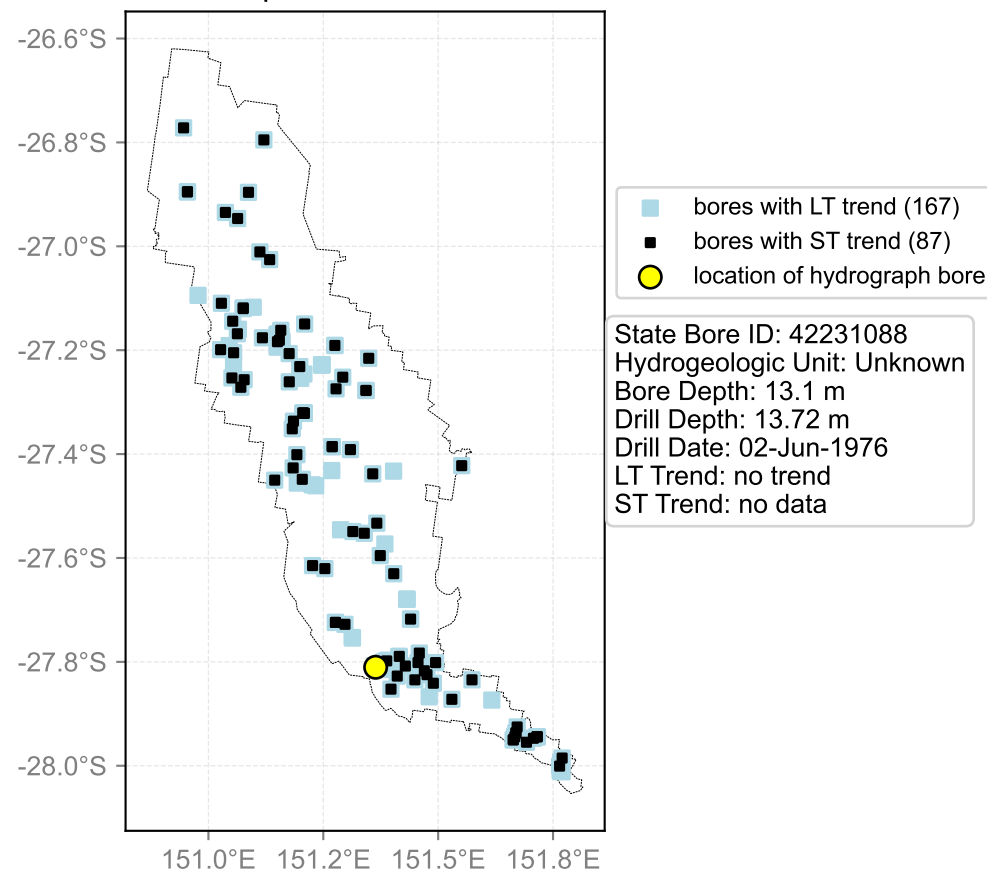 -26.6°S
-26.8°S
-27.0°S
-27.2°S
-27.4°S
-27.6°S
-27.8°S
-28.0°S
151.0°E 151.2°E 151.5°E 151.8°E
bores with LT trend (167)
bores with ST trend (87)
location of hydrograph bore
State Bore ID: 42231088
Hydrogeologic Unit: Unknown
Bore Depth: 13.1 m
Drill Depth: 13.72 m
Drill Date: 02-Jun-1976
LT Trend: no trend
ST Trend: no data